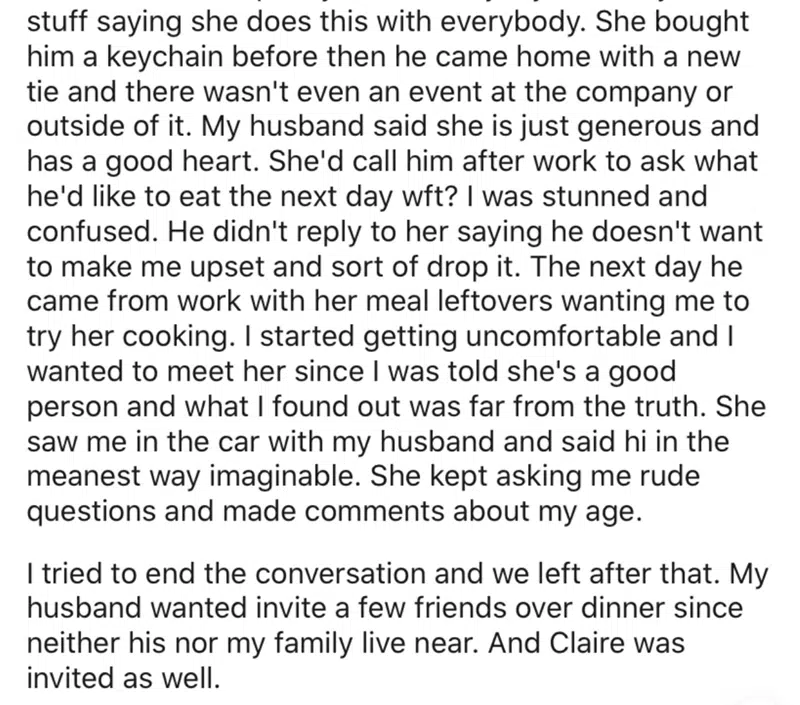 stuff saying she does this with everybody. She bought
him a keychain before then he came home with a new
tie and there wasn't even an event at the company or
outside of it. My husband said she is just generous and
has a good heart. She'd call him after work to ask what
he'd like to eat the next day wft? I was stunned and
confused. He didn't reply to her saying he doesn't want
to make me upset and sort of drop it. The next day he
came from work with her meal leftovers wanting me to
try her cooking. I started getting uncomfortable and I
wanted to meet her since I was told she's a good
person and what I found out was far from the truth. She
saw me in the car with my husband and said hi in the
meanest way imaginable. She kept asking me rude
questions and made comments about my age.
I tried to end the conversation and we left after that. My
husband wanted invite a few friends over dinner since
neither his nor my family live near. And Claire was
invited as well.